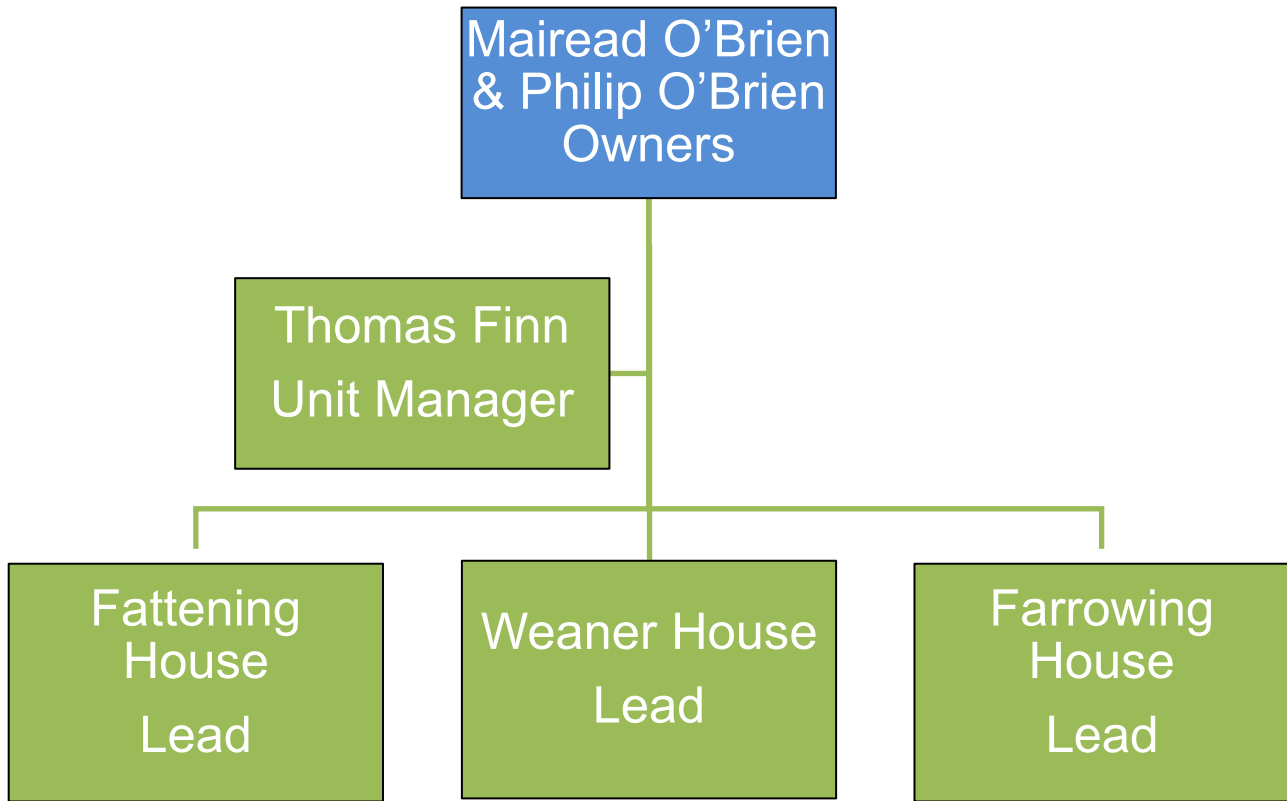 Mairead O’Brien
& Philip O’Brien
Owners
Thomas Finn
Unit Manager
Fattening
House
Lead
Weaner House
Lead
Farrowing
House
Lead